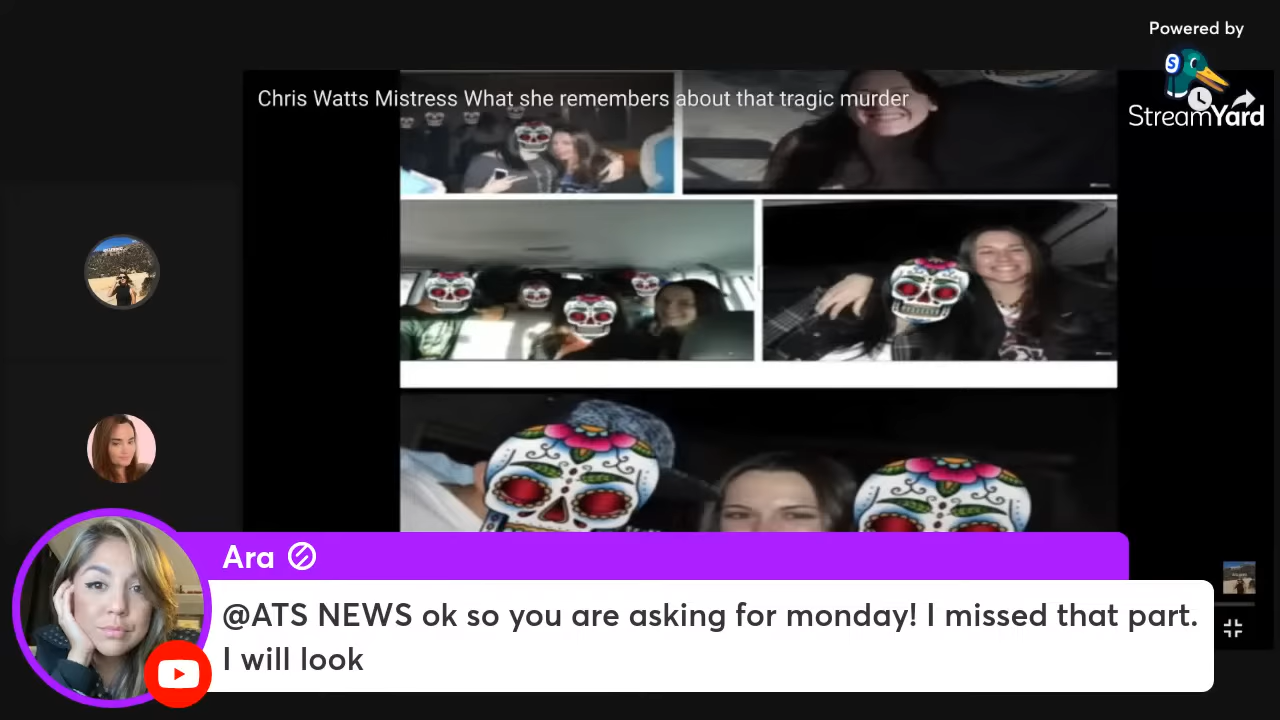 Powered by
S
StreamYard
Chris Watts Mistress What she remembers about that tragic murder
Ara
@ATS NEWS ok so you are asking for monday! I missed that part.
I will look